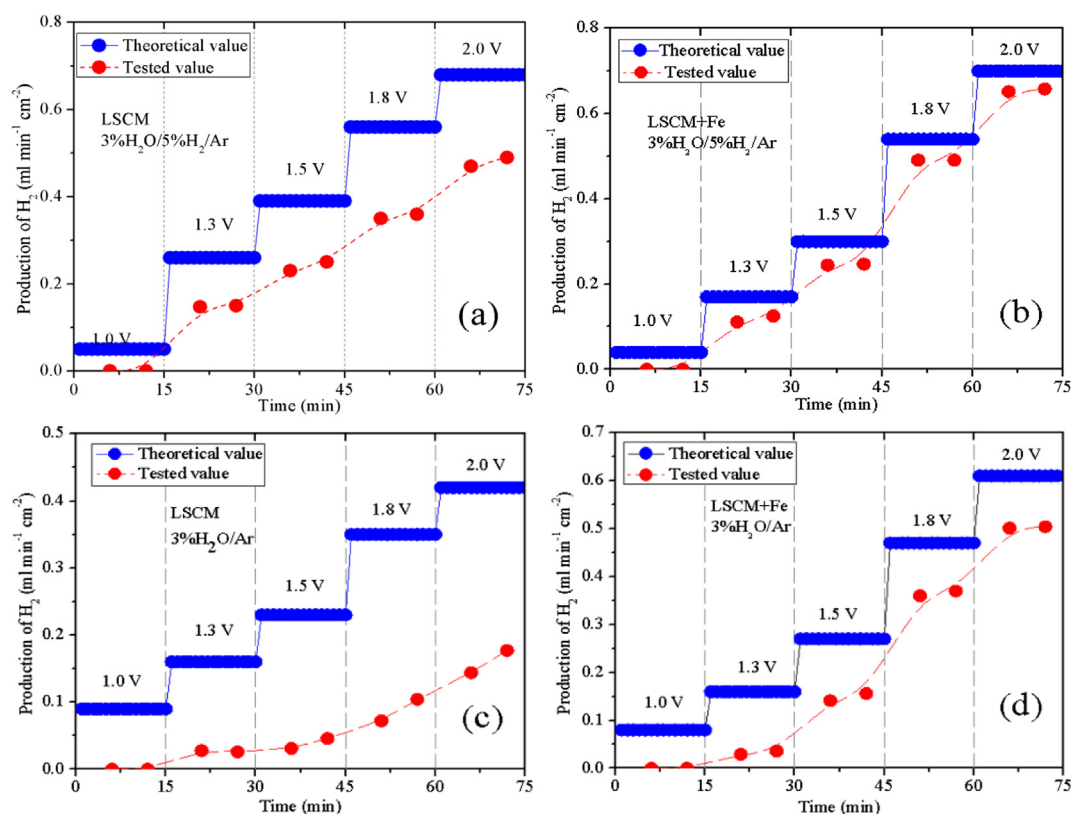 0.8
0.6
0.4
0.2
0.0
Production of H₂ (ml min⁻¹ cm⁻²)
Theoretical value
Tested value
LSCM
3%H₂O/5%H₂/Ar
1.0 V
1.3 V
1.5 V
1.8 V
2.0 V
(a)
0 15 30 45 60 75
Time (min)
0.8
0.6
0.4
0.2
0.0
Production of H₂ (ml min⁻¹ cm⁻²)
Theoretical value
Tested value
LSCM+Fe
3%H₂O/5%H₂/Ar
1.0 V
1.3 V
1.5 V
1.8 V
2.0 V
(b)
0 15 30 45 60 75
Time (min)
0.5
0.4
0.3
0.2
0.1
0.0
Production of H₂ (ml min⁻¹ cm⁻²)
Theoretical value
Tested value
LSCM
3%H₂O/Ar
1.0 V
1.3 V
1.5 V
1.8 V
2.0 V
(c)
0 15 30 45 60 75
Time (min)
0.7
0.6
0.5
0.4
0.3
0.2
0.1
0.0
Production of H₂ (ml min⁻¹ cm⁻²)
Theoretical value
Tested value
LSCM+Fe
3%H₂O/Ar
1.0 V
1.3 V
1.5 V
1.8 V
2.0 V
(d)
0 15 30 45 60 75
Time (min)